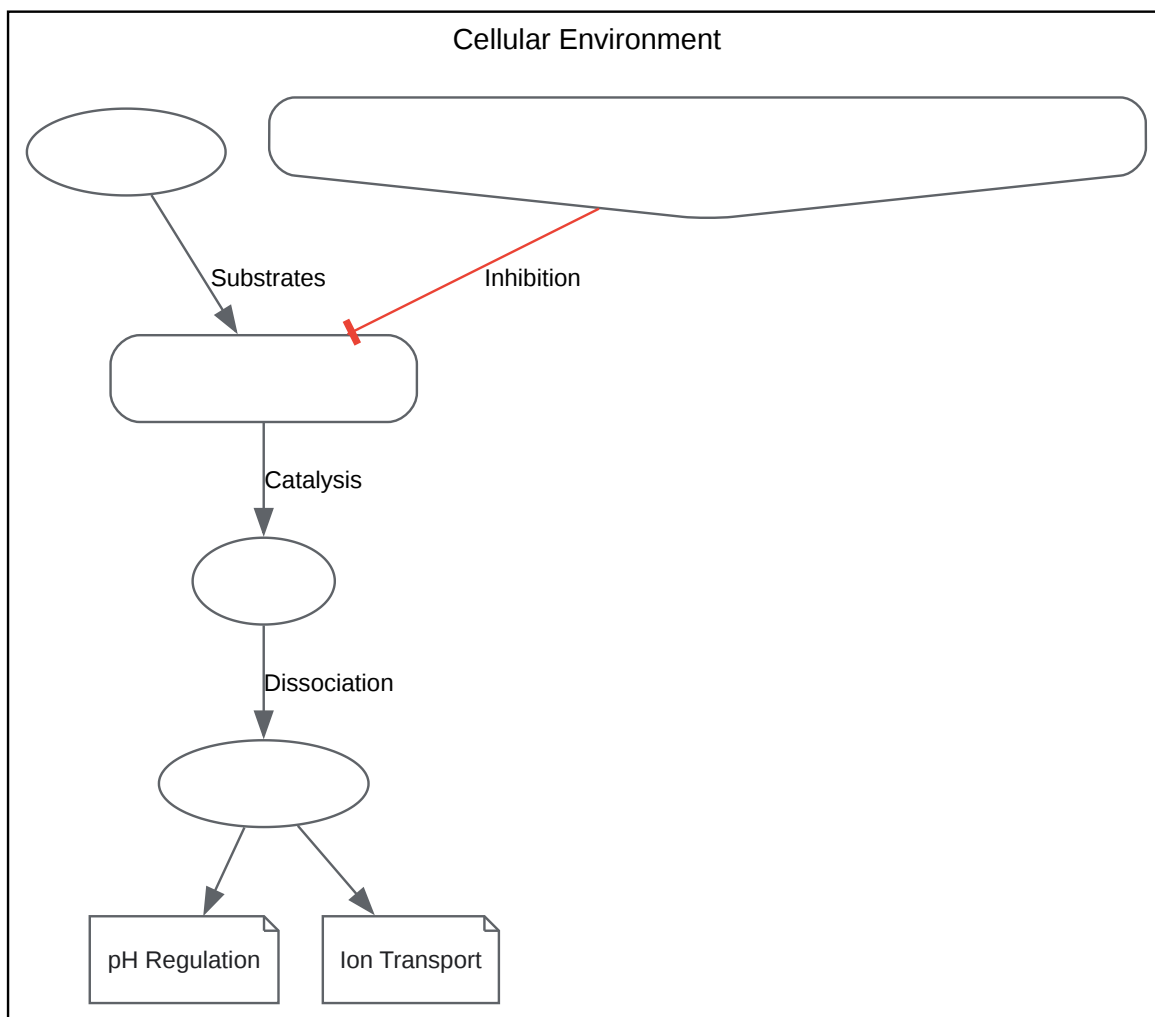 Cellular Environment
Substrates
Inhibition
Catalysis
Dissociation
pH Regulation
Ion Transport